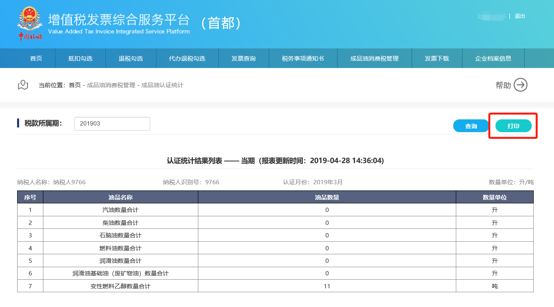 增值税发票综合服务平台 （首都）
Value Added Tax Invoice Integrated Service Platform
| 退出
首页 抵扣勾选 退税勾选 代办退税勾选 发票查询 税务事项通知书 成品油消费税管理 发票下载 企业档案信息
当前位置：首页 - 成品油消费税管理 - 成品油认证统计
帮助
税款所属期： 201903 查询 打印
认证统计结果列表 —— 当期（报表更新时间：2019-04-28 14:36:04）
纳税人名称：纳税人9766 纳税人识别号：9766 认证月份：2019年3月 数量单位：升/吨
序号 油品名称 油品数量 数量单位
1 汽油数量合计 0 升
2 柴油数量合计 0 升
3 石脑油数量合计 0 升
4 燃料油数量合计 0 升
5 润滑油数量合计 0 升
6 润滑油基础油（废矿物油）数量合计 0 升
7 变性燃料乙醇数量合计 11 吨